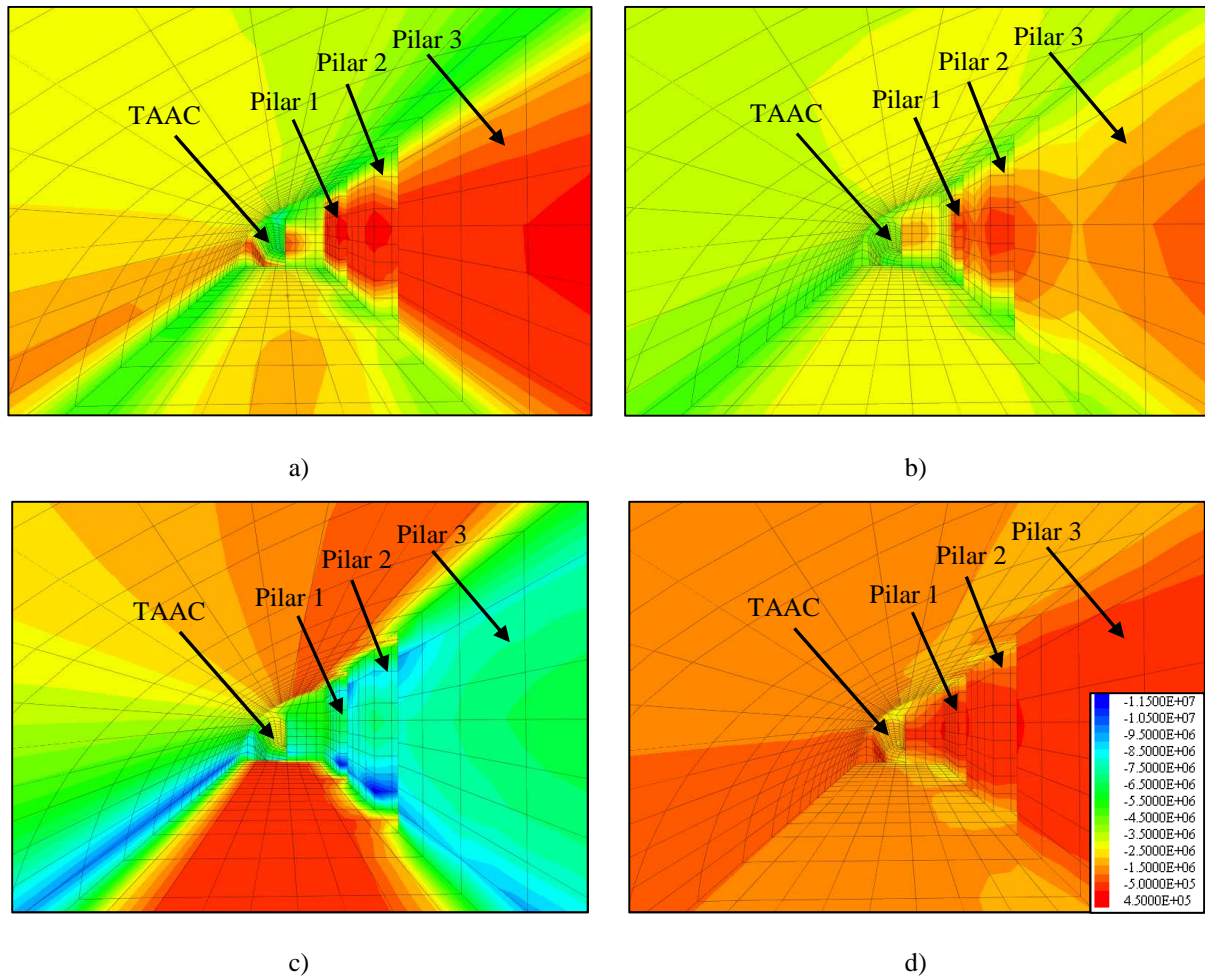 Pilar 3
Pilar 2
Pilar 1
TAAC
a)
Pilar 3
Pilar 2
Pilar 1
TAAC
b)
Pilar 3
Pilar 2
Pilar 1
TAAC
c)
Pilar 3
Pilar 2
Pilar 1
TAAC
-1.1500E+07
-1.0500E+07
-9.5000E+06
-8.5000E+06
-7.5000E+06
-6.5000E+06
-5.5000E+06
-4.5000E+06
-3.5000E+06
-2.5000E+06
-1.5000E+06
-5.0000E+05
4.5000E+05
d)